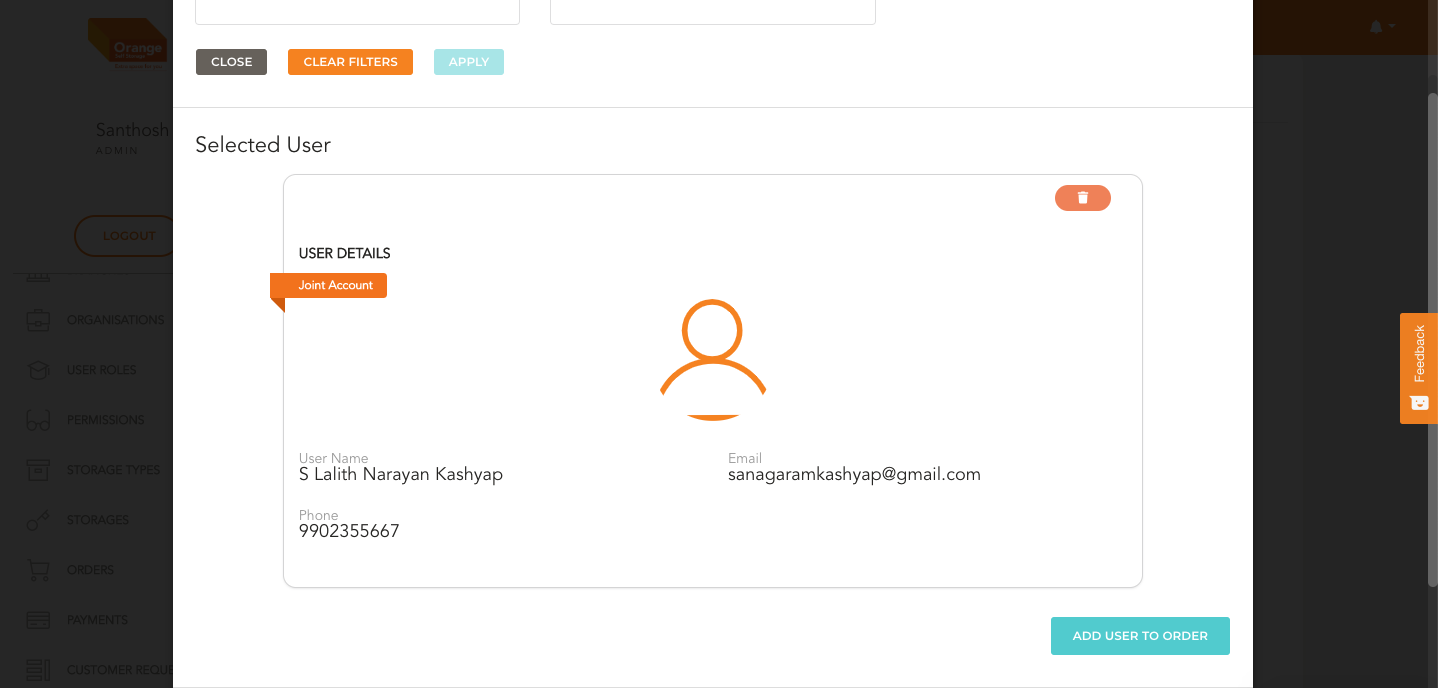 Orange
Santhosh
ADMIN
LOGOUT
ORGANISATIONS
USER ROLES
PERMISSIONS
STORAGE TYPES
STORAGES
ORDERS
PAYMENTS
CUSTOMER REQUE
CLOSE
CLEAR FILTERS
APPLY
Selected User
USER DETAILS
Joint Account
User Name
S Lalith Narayan Kashyap
Email
sanagaramkashyap@gmail.com
Phone
9902355667
ADD USER TO ORDER
Feedback